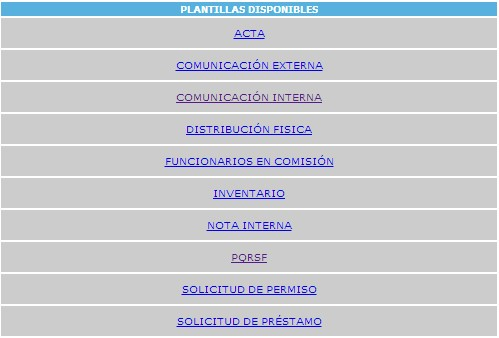 PLANTILLAS DISPONIBLES
ACTA
COMUNICACIÓN EXTERNA
COMUNICACIÓN INTERNA
DISTRIBUCIÓN FISICA
FUNCIONARIOS EN COMISIÓN
INVENTARIO
NOTA INTERNA
PQRSF
SOLICITUD DE PERMISO
SOLICITUD DE PRÉSTAMO